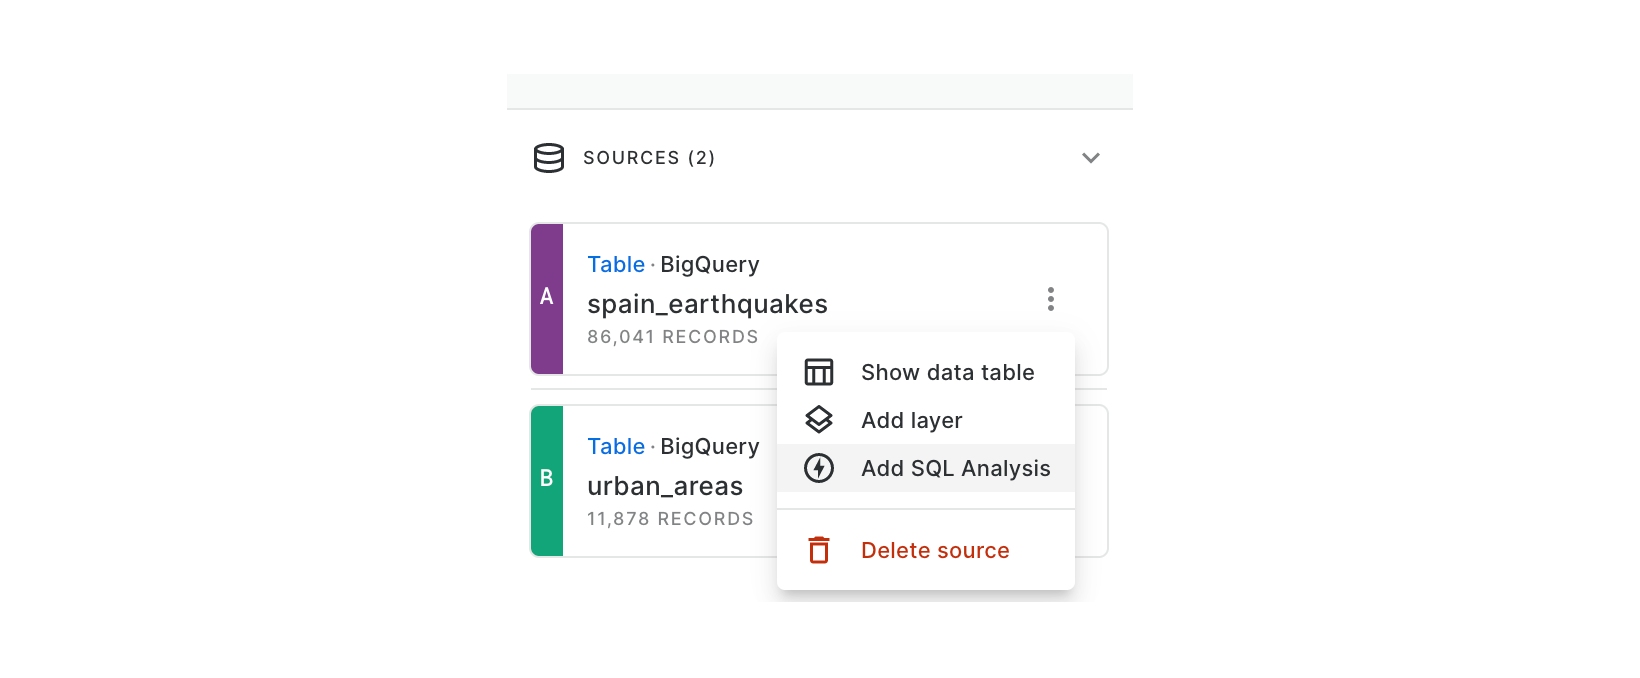 SOURCES (2)
A
Table · BigQuery
spain_earthquakes
86,041 RECORDS
Show data table
Add layer
Add SQL Analysis
Delete source
B
Table · BigQuery
urban_areas
11,878 RECORDS